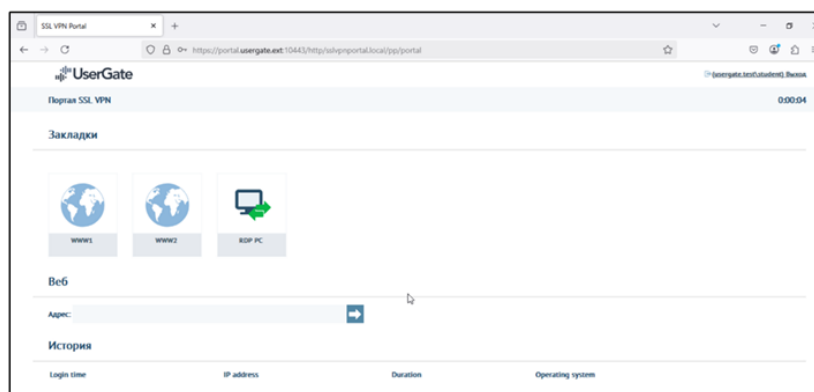 SSL VPN Portal
https://portal.usergate.ext:10443/http/sslvpnportal.local/pp/portal
UserGate
(usergate.test\student) Выход
Портал SSL VPN 0:00:04
Закладки
WWW1 WWW2 RDP PC
Веб
Адрес:
История
Login time IP address Duration Operating system